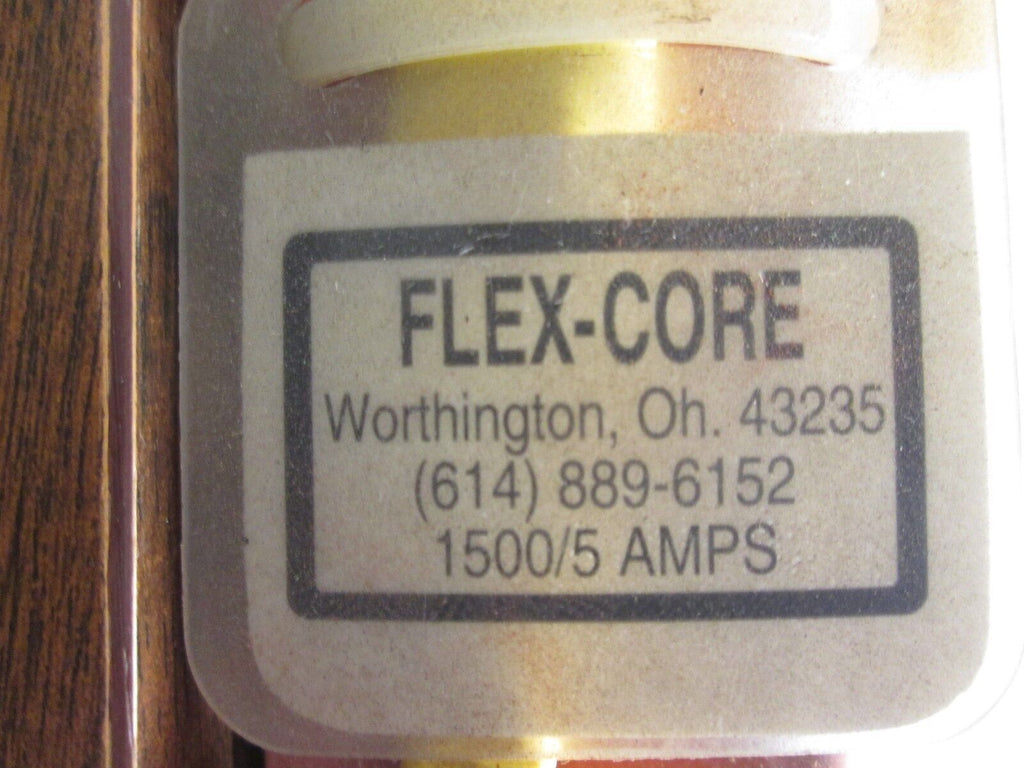 FLEX-CORE
Worthington, Oh. 43235
(614) 889-6152
1500/5 AMPS